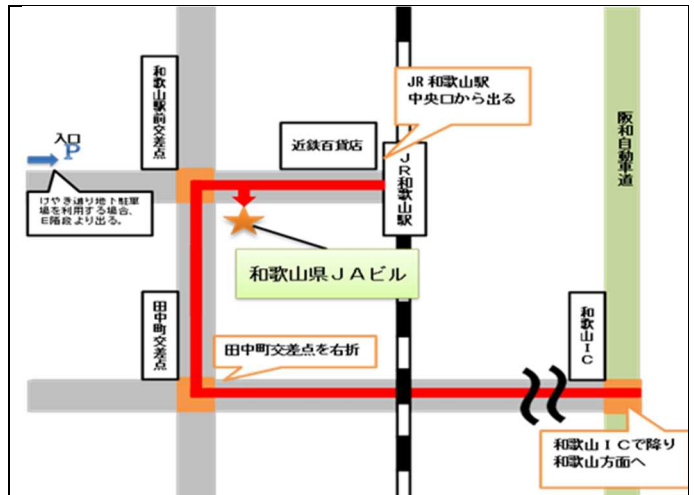 和歌山駅前交差点
JR 和歌山駅
中央口から出る
阪和自動車道
入口
P
近鉄百貨店
JR和歌山駅
けやき通り地下駐車
場を利用する場合、
E階段より出る。
和歌山県ＪＡビル
田中町交差点
和歌山ＩＣ
田中町交差点を右折
和歌山ＩＣで降り
和歌山方面へ